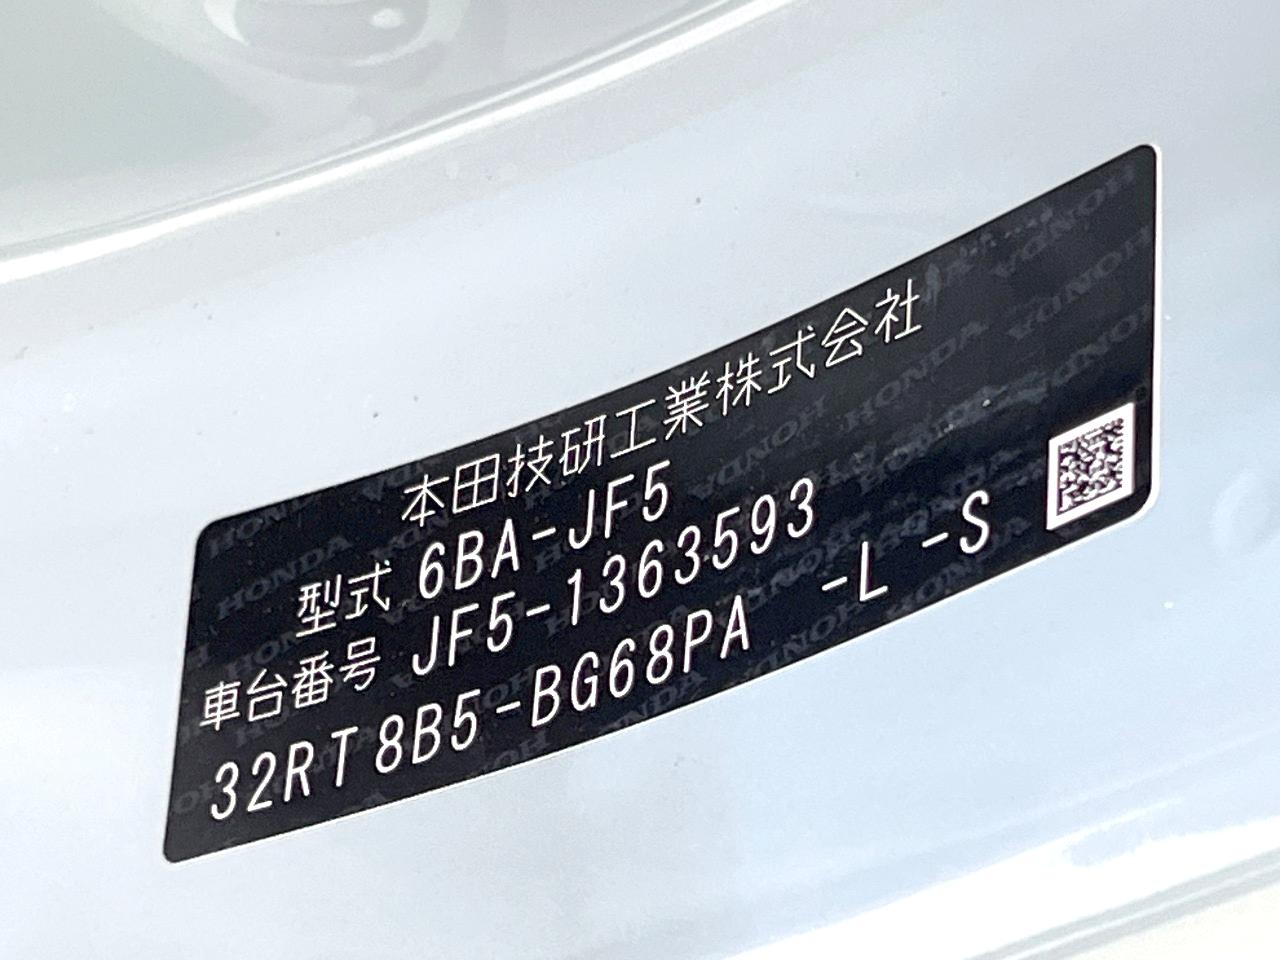 本田技研工業株式会社
型式 6BA-JF5
車台番号 JF5-1363593
32RT8B5-BG68PA -L -S